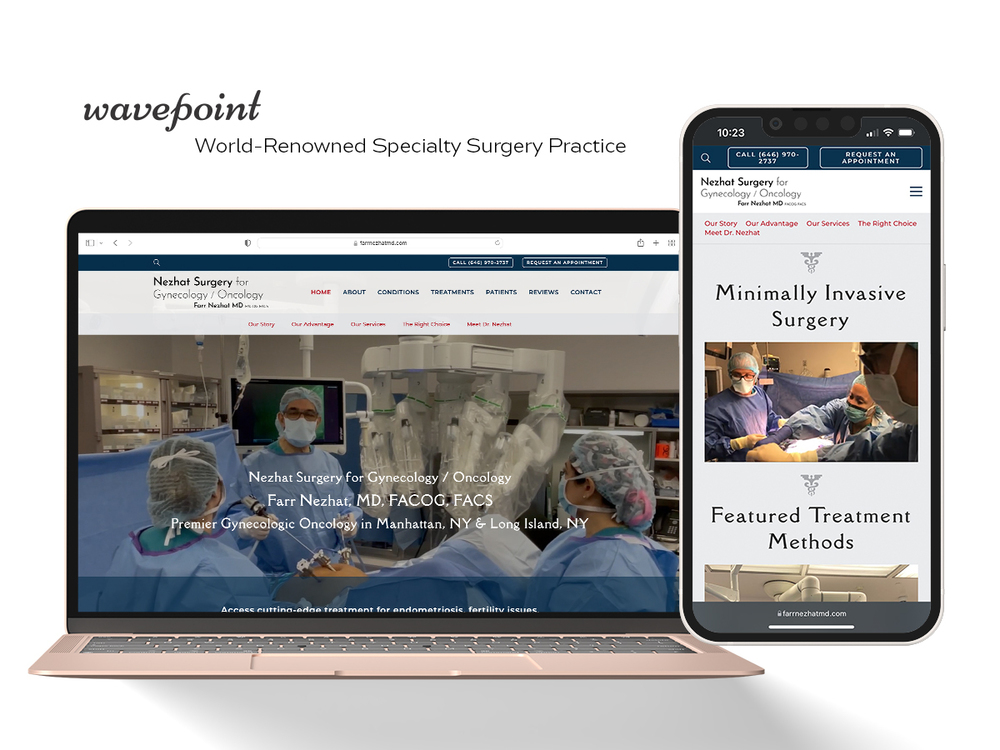 wavepoint
World-Renowned Specialty Surgery Practice
farrnezhatmd.com
CALL (646) 970-2737
REQUEST AN APPOINTMENT
Nezhat Surgery for
Gynecology / Oncology
Farr Nezhat MD
HOME ABOUT CONDITIONS TREATMENTS PATIENTS REVIEWS CONTACT
Our Story Our Advantage Our Services The Right Choice Meet Dr. Nezhat
Nezhat Surgery for Gynecology / Oncology
Farr Nezhat, MD, FACOG, FACS
Premier Gynecologic Oncology in Manhattan, NY & Long Island, NY
Access cutting-edge treatment for endometriosis, fertility issues,
10:23
CALL (646) 970-
2737
REQUEST AN
APPOINTMENT
Nezhat Surgery for
Gynecology / Oncology
Farr Nezhat MD FACOG, FACS
Our Story Our Advantage Our Services The Right Choice
Meet Dr. Nezhat
Minimally Invasive
Surgery
Featured Treatment
Methods
farrnezhatmd.com